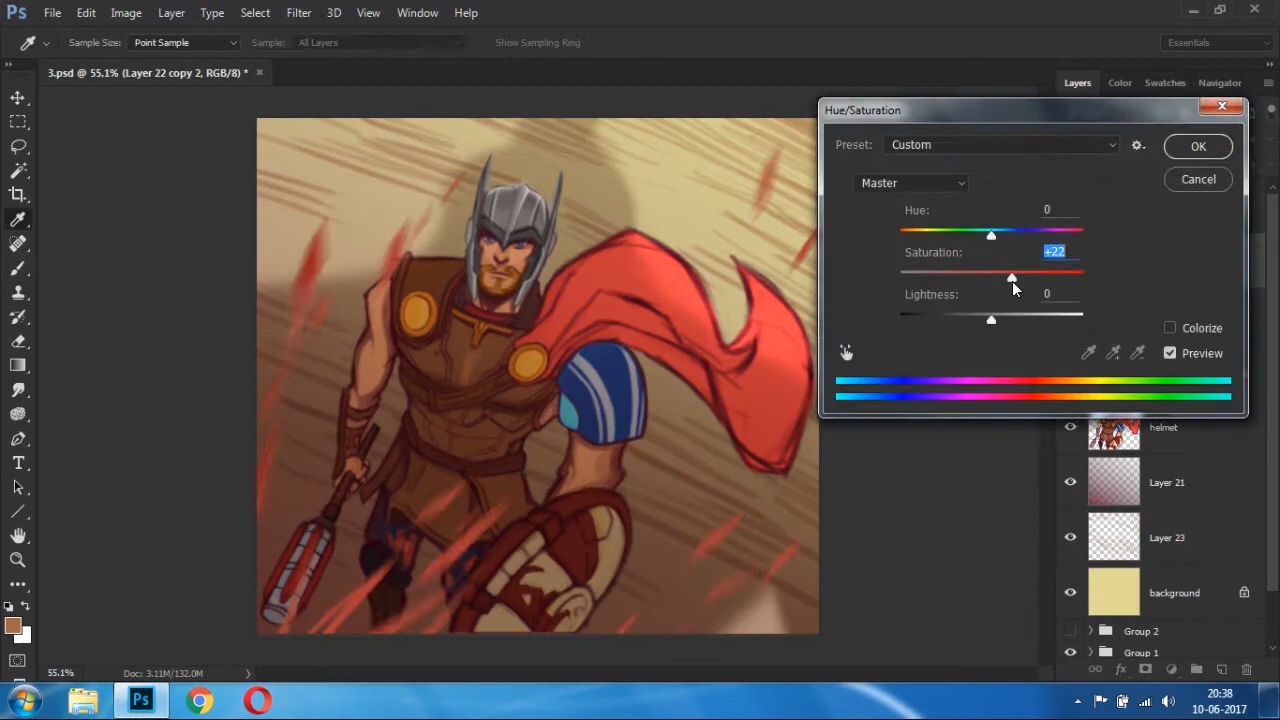 Ps File Edit Image Layer Type Select Filter 3D View Window Help
Sample Size: Point Sample Sample: All Layers Show Sampling Ring Essentials
3.psd @ 55.1% (Layer 22 copy 2, RGB/8) *
Layers Color Swatches Navigator
Hue/Saturation
Preset: Custom
OK
Master
Cancel
Hue: 0
Saturation: +22
Lightness: 0
Colorize
Preview
helmet
Layer 21
Layer 23
background
Group 2
Group 1
55.1% Doc: 3.11M/132.0M
Ps
20:38
10-06-2017